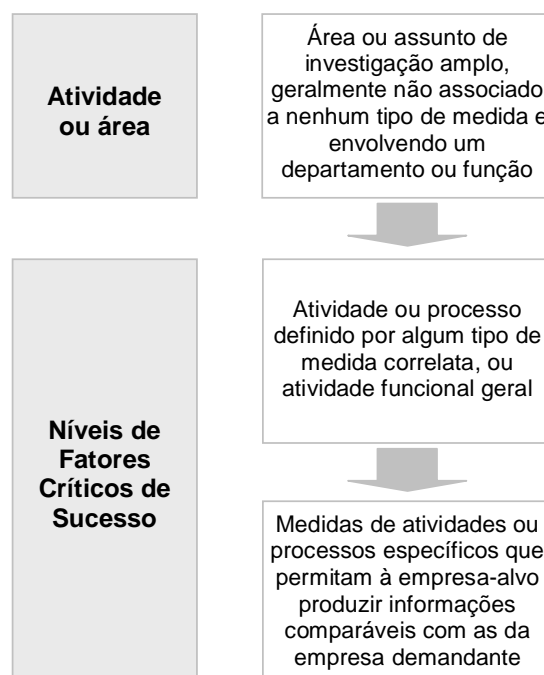 Atividade
ou área
Área ou assunto de
investigação amplo,
geralmente não associado
a nenhum tipo de medida e
envolvendo um
departamento ou função
Níveis de
Fatores
Críticos de
Sucesso
Atividade ou processo
definido por algum tipo de
medida correlata, ou
atividade funcional geral
Medidas de atividades ou
processos específicos que
permitam à empresa-alvo
produzir informações
comparáveis com as da
empresa demandante